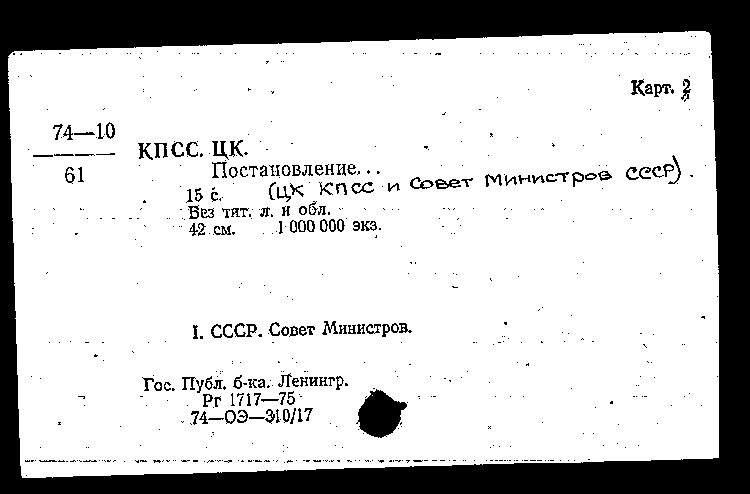 Карт. 2
74—10
61
КПСС. ЦК.
Постановление...
15 с. (ЦК КПСС и Совет Министров СССР).
Без тит. л. и обл.
42 см. 1 000 000 экз.
I. СССР. Совет Министров.
Гос. Публ. б-ка. Ленингр.
Рг 1717—75
74—ОЭ—310/17